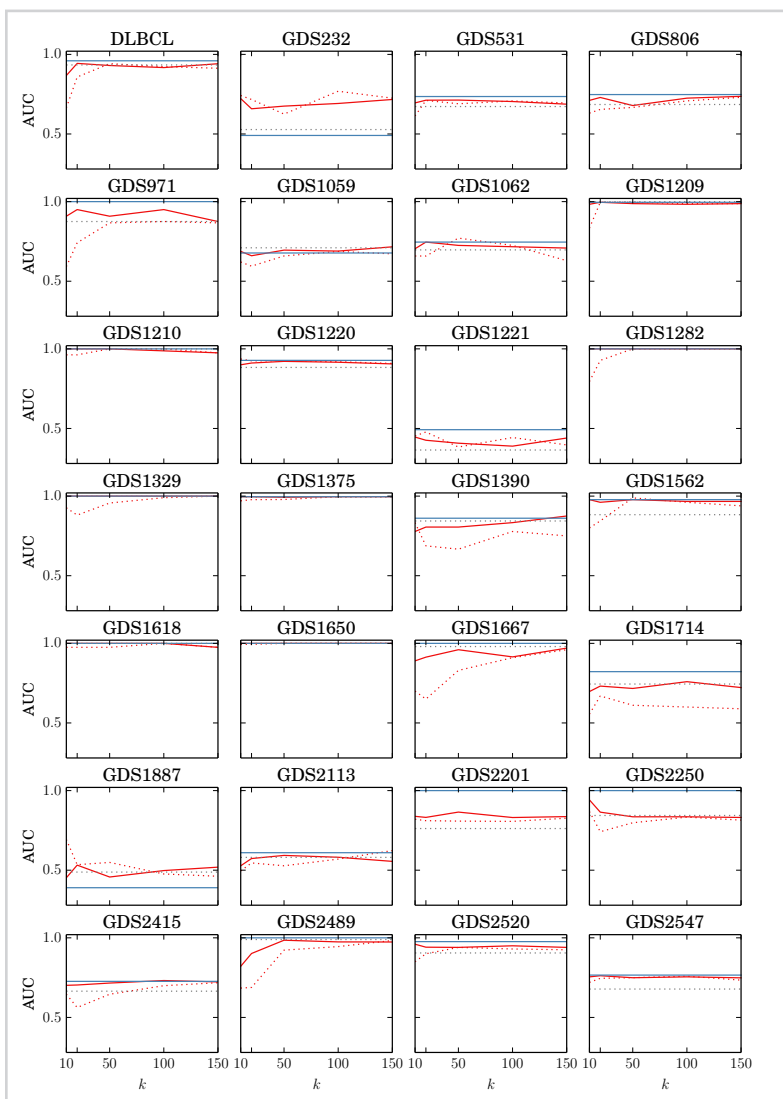 DLBCL GDS232 GDS531 GDS806
1.0
AUC
0.5
GDS971 GDS1059 GDS1062 GDS1209
1.0
AUC
0.5
GDS1210 GDS1220 GDS1221 GDS1282
1.0
AUC
0.5
GDS1329 GDS1375 GDS1390 GDS1562
1.0
AUC
0.5
GDS1618 GDS1650 GDS1667 GDS1714
1.0
AUC
0.5
GDS1887 GDS2113 GDS2201 GDS2250
1.0
AUC
0.5
GDS2415 GDS2489 GDS2520 GDS2547
1.0
AUC
0.5
10 50 100 150 10 50 100 150 10 50 100 150 10 50 100 150
k k k k